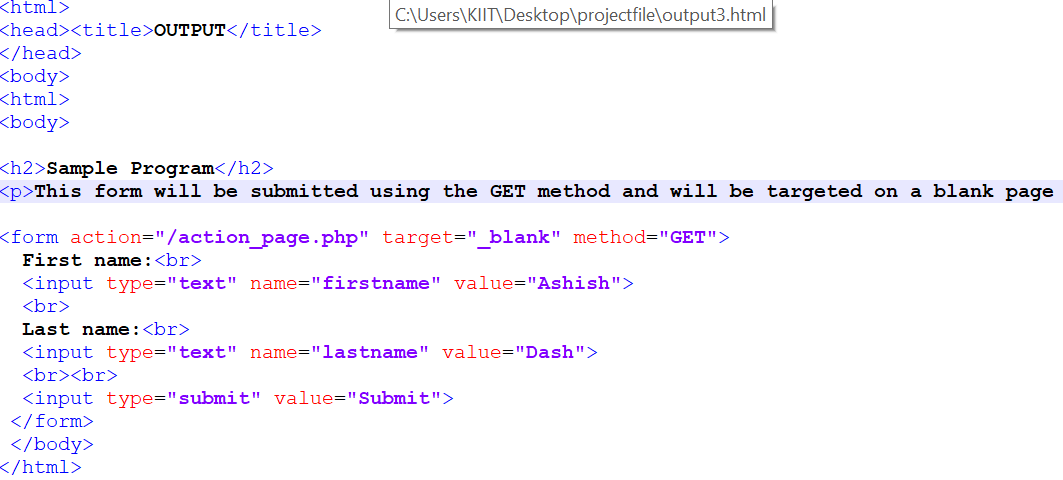 <html>
C:\Users\KIIT\Desktop\projectfile\output3.html
<head><title>OUTPUT</title>
</head>
<body>
<html>
<body>
<h2>Sample Program</h2>
<p>This form will be submitted using the GET method and will be targeted on a blank page
<form action="/action_page.php" target="_blank" method="GET">
First name:<br>
<input type="text" name="firstname" value="Ashish">
<br>
Last name:<br>
<input type="text" name="lastname" value="Dash">
<br><br>
<input type="submit" value="Submit">
</form>
</body>
</html>